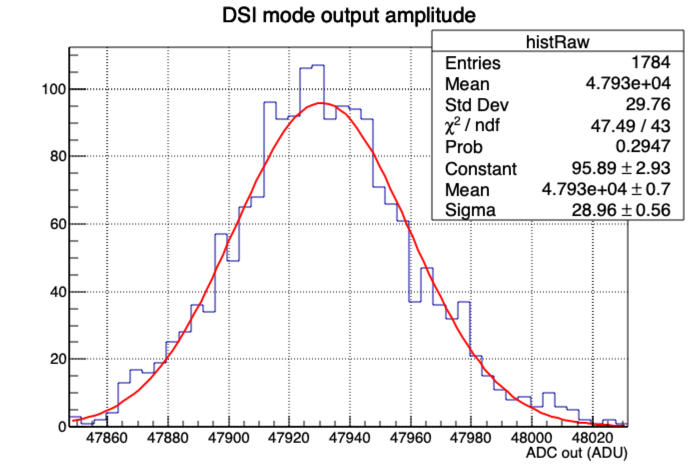 DSI mode output amplitude
histRaw
Entries 1784
Mean 4.793e+04
Std Dev 29.76
χ² / ndf 47.49 / 43
Prob 0.2947
Constant 95.89 ± 2.93
Mean 4.793e+04 ± 0.7
Sigma 28.96 ± 0.56
100
80
60
40
20
0
47860 47880 47900 47920 47940 47960 47980 48000 48020
ADC out (ADU)